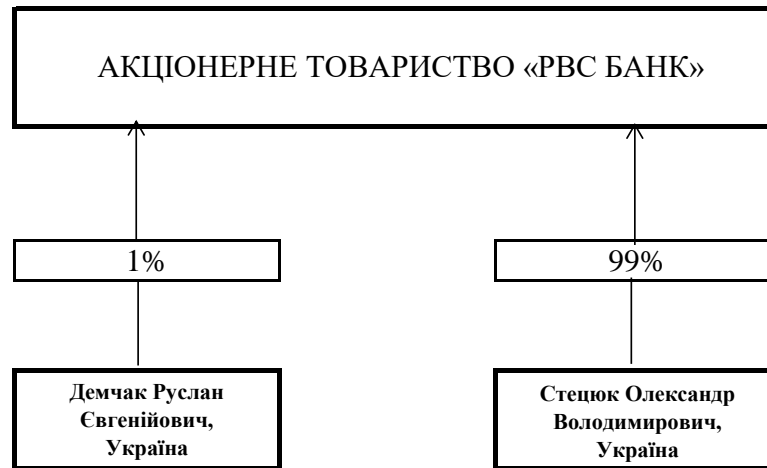 АКЦІОНЕРНЕ ТОВАРИСТВО «РВС БАНК»
1%
99%
Демчак Руслан
Євгенійович,
Україна
Стецюк Олександр
Володимирович,
Україна